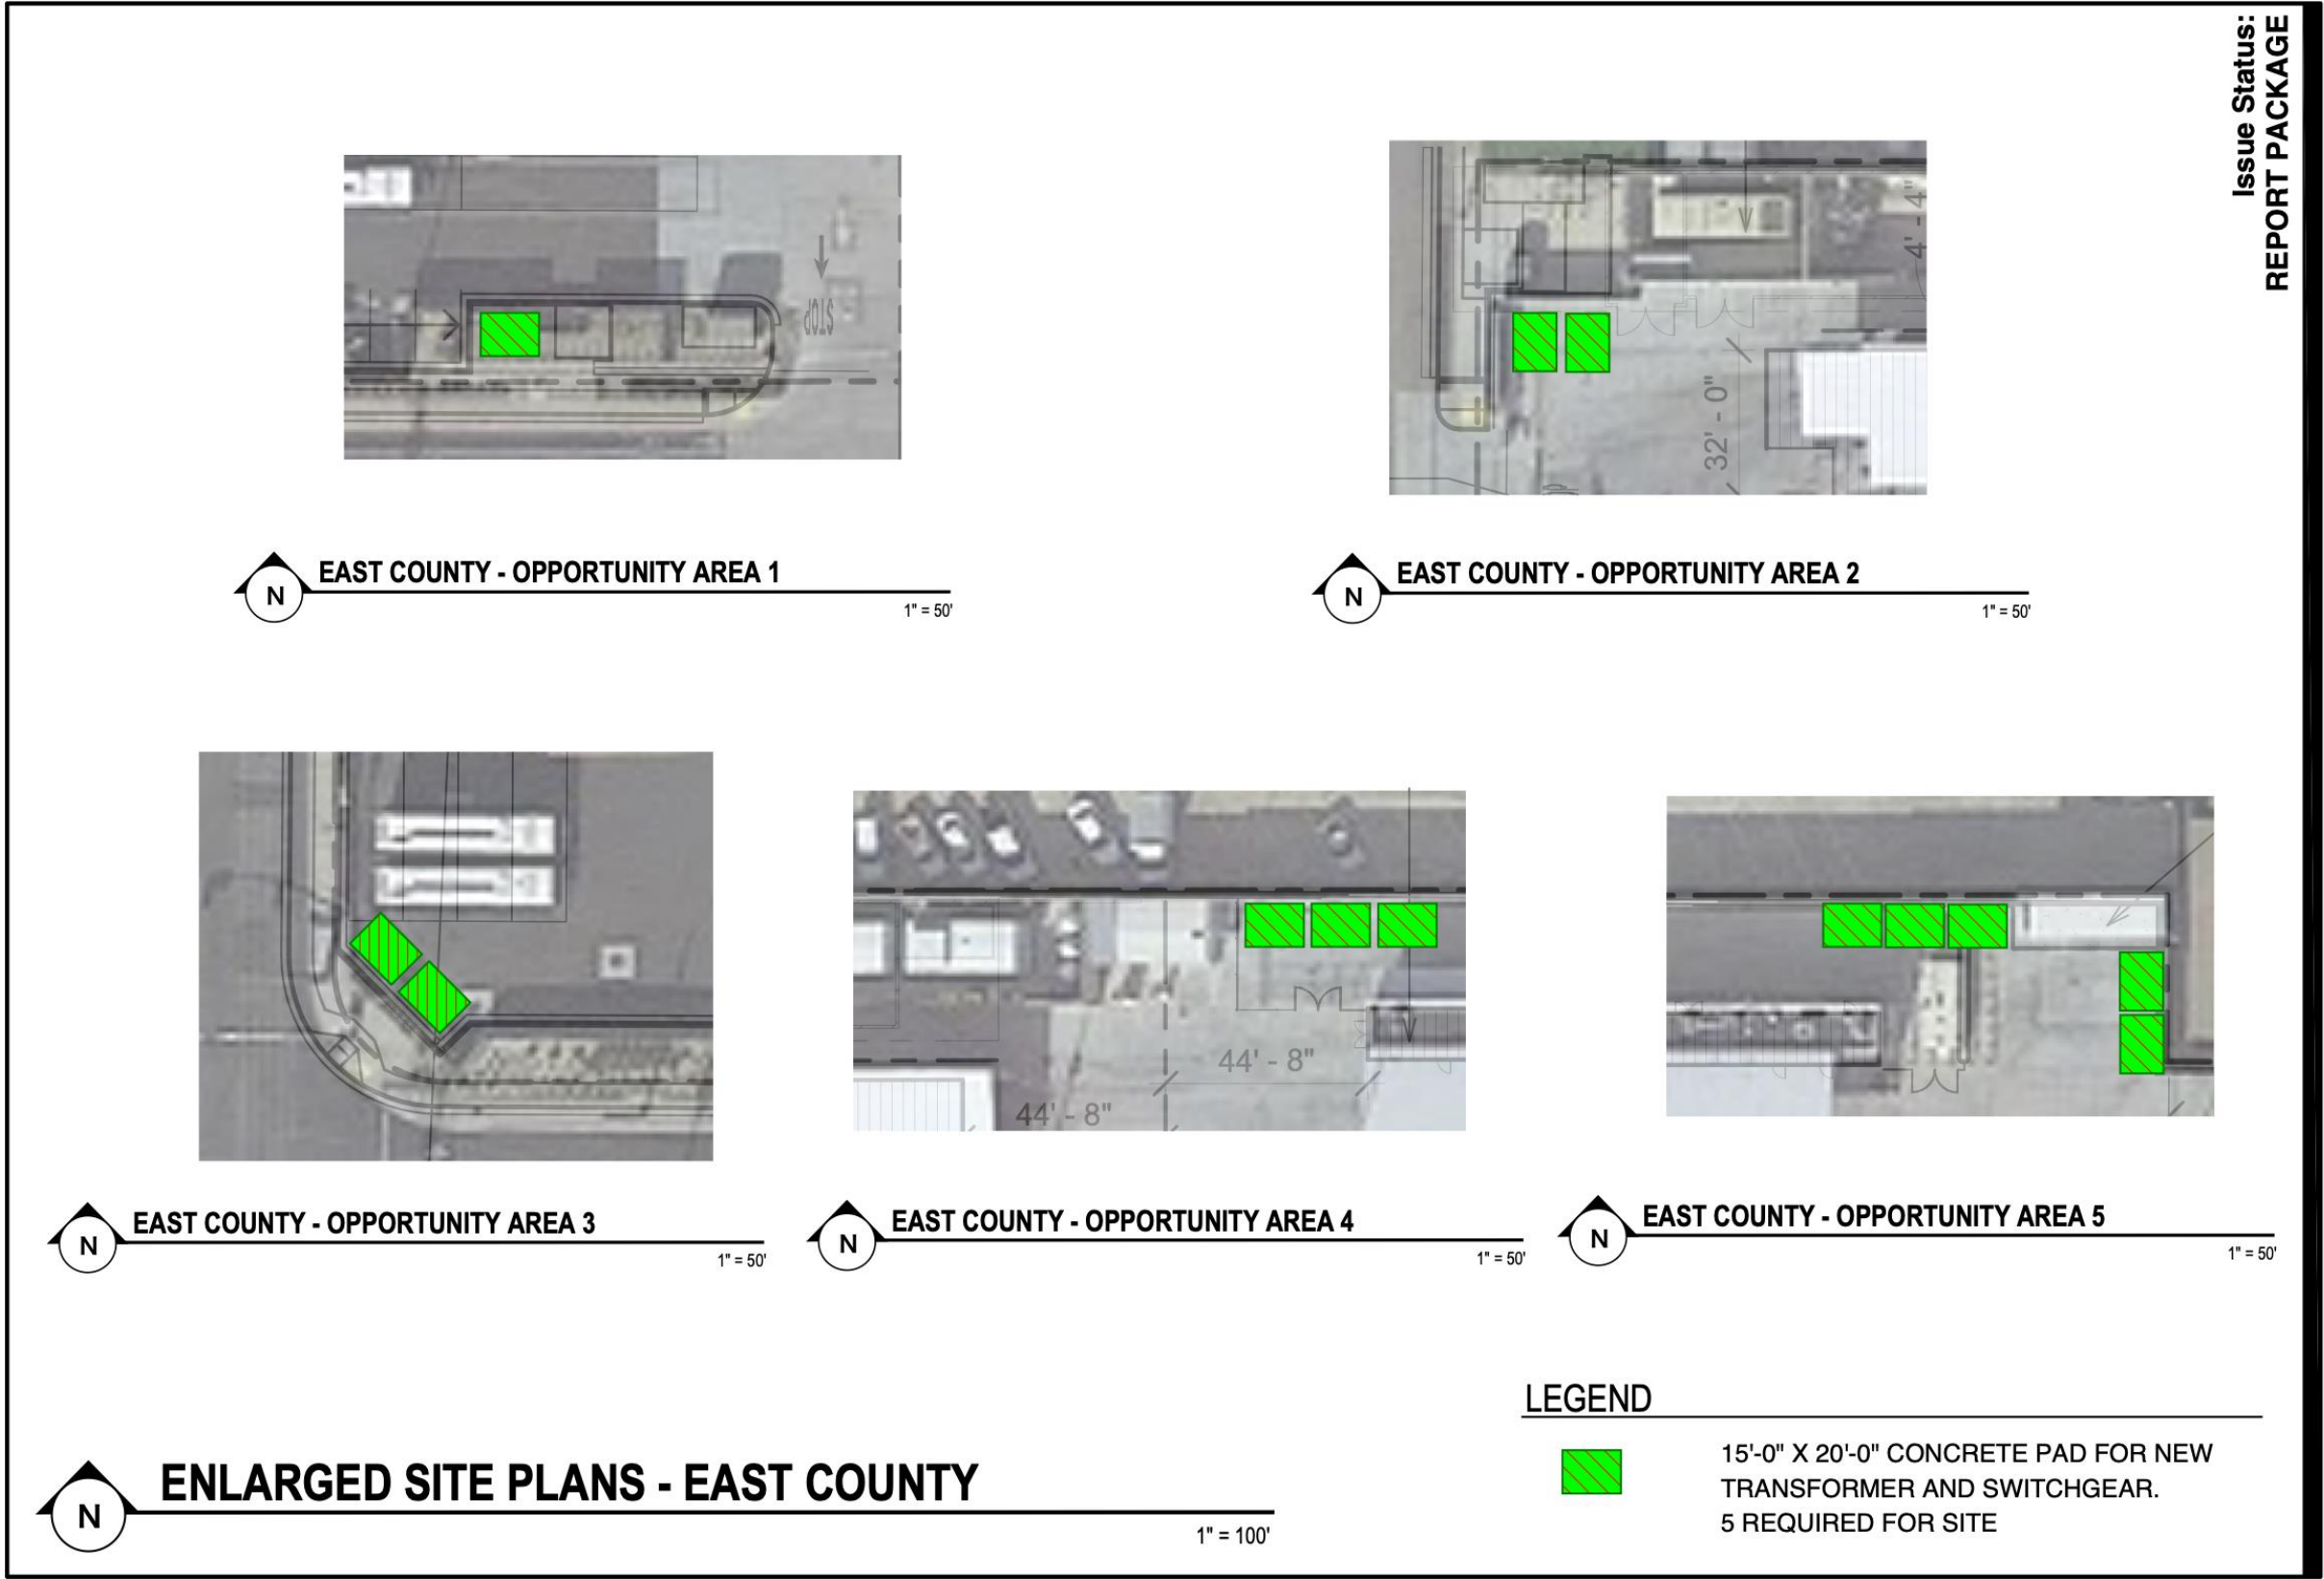 Issue Status:
REPORT PACKAGE
STOP
4' - 4"
32' - 0"
N
EAST COUNTY - OPPORTUNITY AREA 1
1" = 50'
N
EAST COUNTY - OPPORTUNITY AREA 2
1" = 50'
44' - 8"
44' - 8"
N
EAST COUNTY - OPPORTUNITY AREA 3
1" = 50'
N
EAST COUNTY - OPPORTUNITY AREA 4
1" = 50'
N
EAST COUNTY - OPPORTUNITY AREA 5
1" = 50'
LEGEND
15'-0" X 20'-0" CONCRETE PAD FOR NEW
TRANSFORMER AND SWITCHGEAR.
5 REQUIRED FOR SITE
N
ENLARGED SITE PLANS - EAST COUNTY
1" = 100'